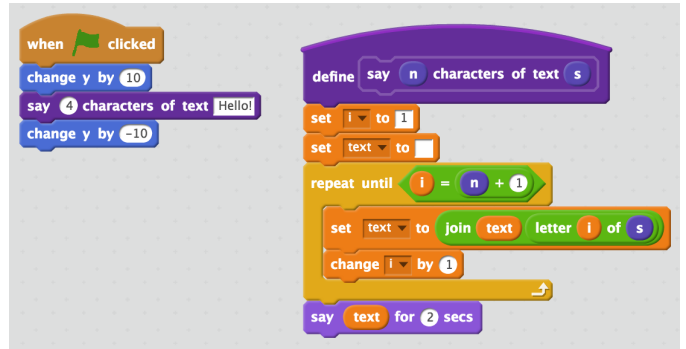 when clicked
change y by 10
say 4 characters of text Hello!
change y by -10
define say n characters of text s
set i to 1
set text to
repeat until i = n + 1
set text to join text letter i of s
change i by 1
say text for 2 secs